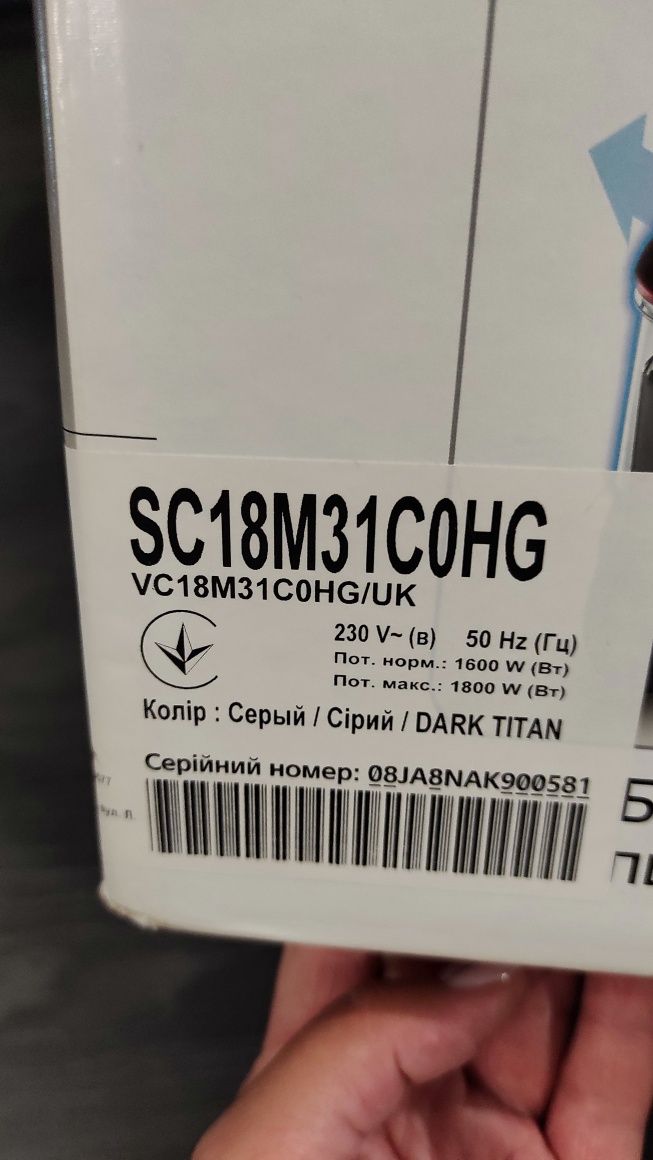 SC18M31C0HG
VC18M31C0HG/UK
230 V~ (в) 50 Hz (Гц)
Пот. норм.: 1600 W (Вт)
Пот. макс.: 1800 W (Вт)
Колір : Серый / Сірий / DARK TITAN
Серійний номер: 08JA8NAK900581